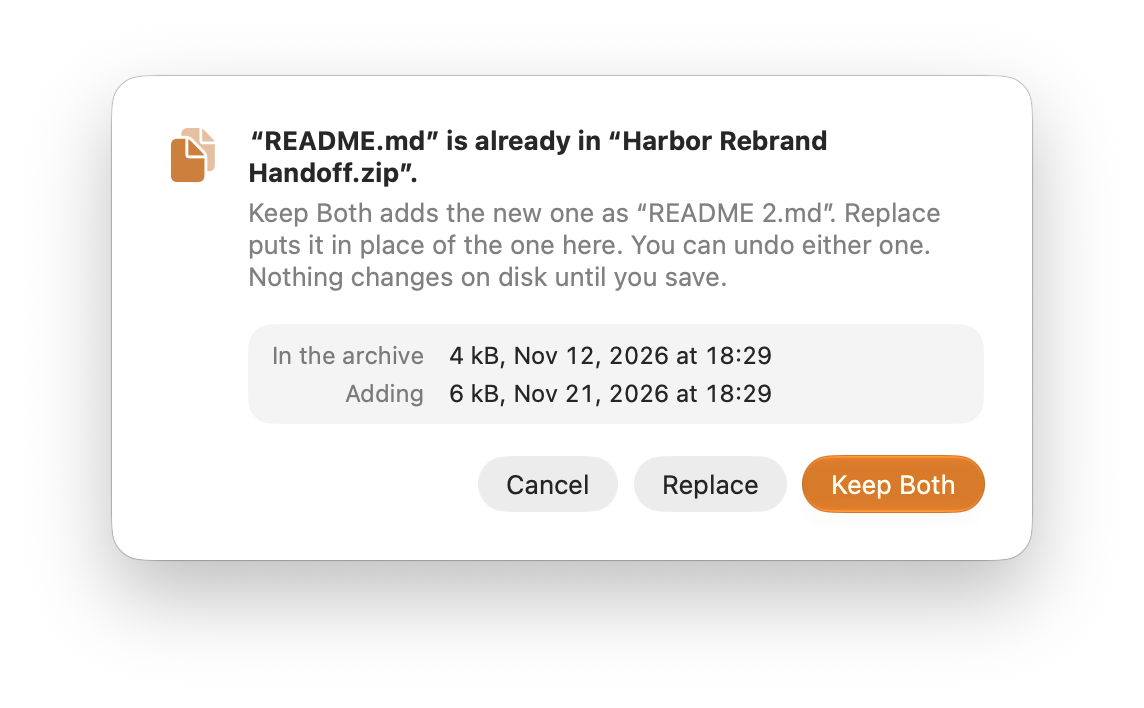 “README.md” is already in “Harbor Rebrand
Handoff.zip”.
Keep Both adds the new one as “README 2.md”. Replace
puts it in place of the one here. You can undo either one.
Nothing changes on disk until you save.
In the archive 4 kB, Nov 12, 2026 at 18:29
Adding 6 kB, Nov 21, 2026 at 18:29
Cancel Replace Keep Both